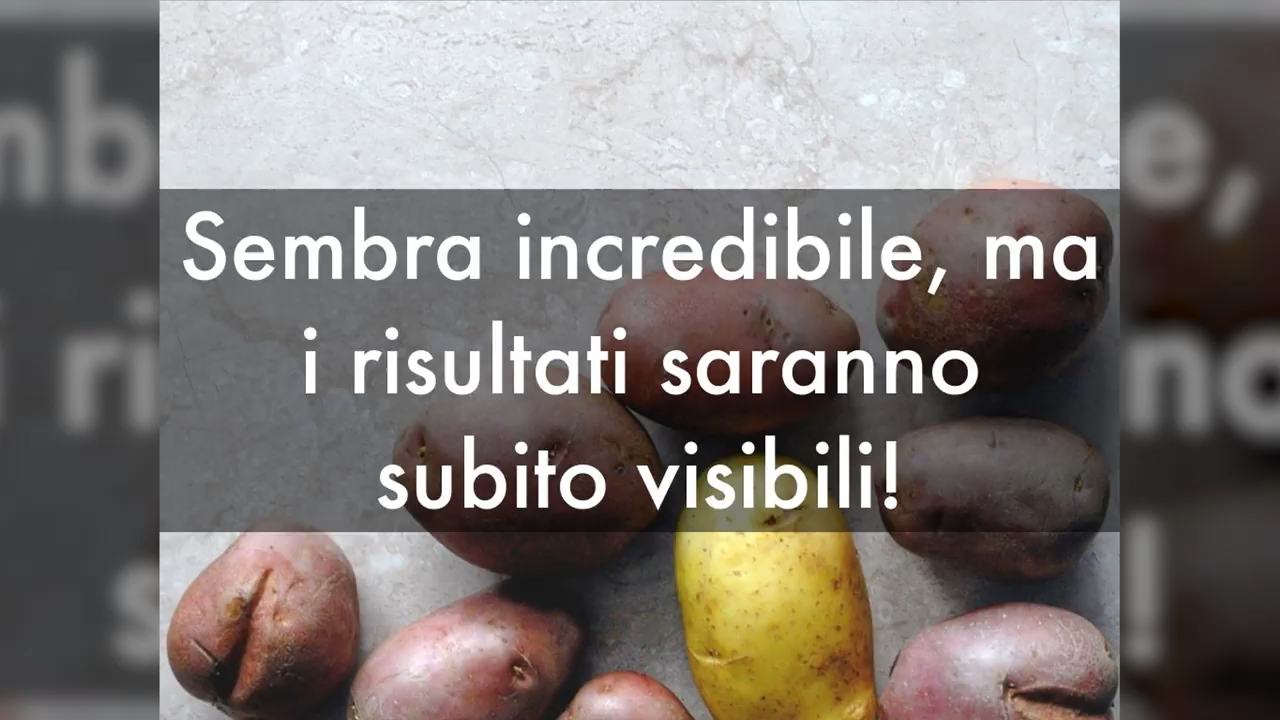 Sembra incredibile, ma
i risultati saranno
subito visibili!